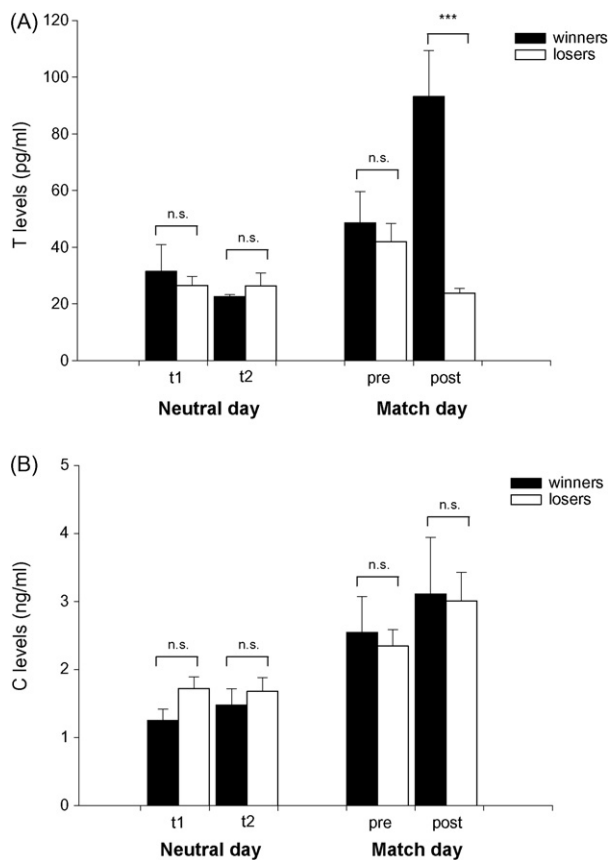 (A)
120
100
80
60
40
20
0
T levels (pg/ml)
***
winners
losers
n.s.
n.s.
n.s.
t1 t2 pre post
Neutral day Match day
(B)
5
4
3
2
1
0
C levels (ng/ml)
winners
losers
n.s.
n.s.
n.s.
n.s.
t1 t2 pre post
Neutral day Match day